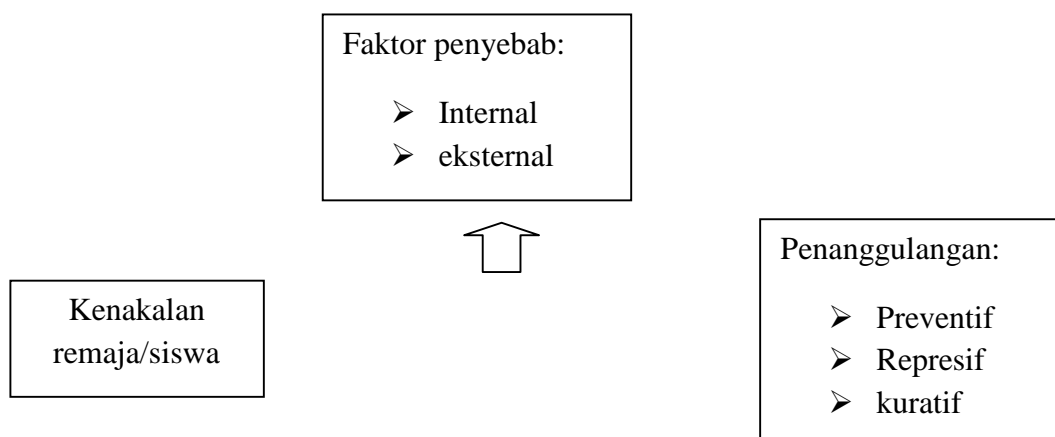 Faktor penyebab:
➢ Internal
➢ eksternal
Kenakalan
remaja/siswa
Penanggulangan:
➢ Preventif
➢ Represif
➢ kuratif